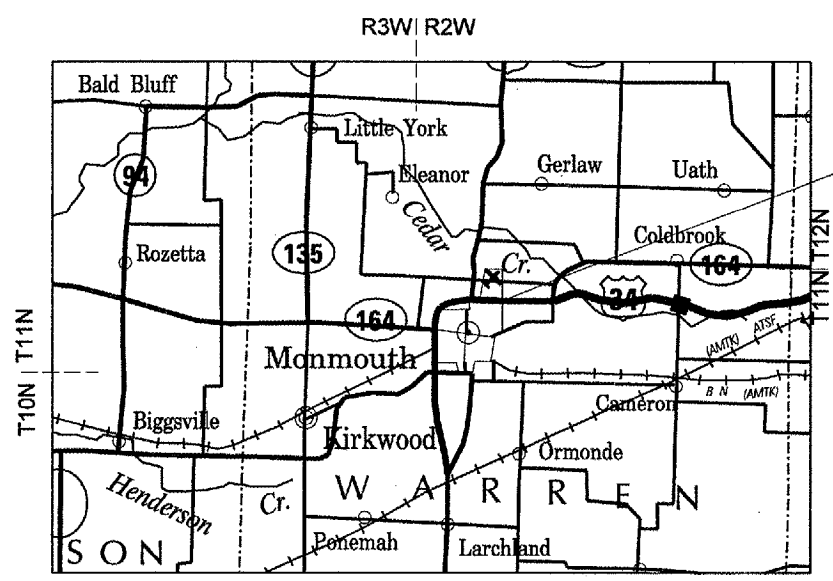 R3W R2W
Bald Bluff
Little York
94
Eleanor
Gerlaw
Uath
Cedar
Cr.
Coldbrook
T12N
T11N
Rozetta
135
164
34
164
T11N
T10N
Monmouth
(AMTK) ATSF
B N (AMTK)
Cameron
Biggsville
Kirkwood
Ormonde
Henderson
Cr.
W A R R E N
SON
Ponemah
Larchland